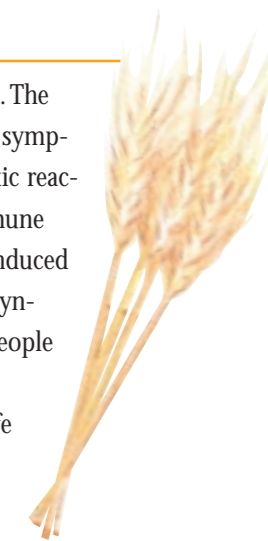 . The
symp-
tic reac-
mune
nduced
yn-
eople
fe